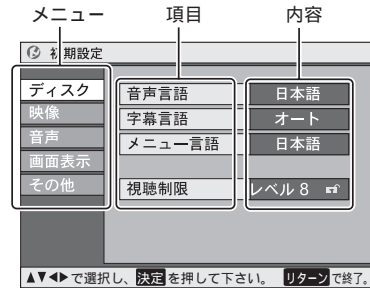 メニュー 項目 内容
初期設定
ディスク 音声言語 日本語
映像 字幕言語 オート
音声 メニュー言語 日本語
画面表示
その他 視聴制限 レベル 8
▲▼◀▶で選択し、決定を押して下さい。 リターンで終了。